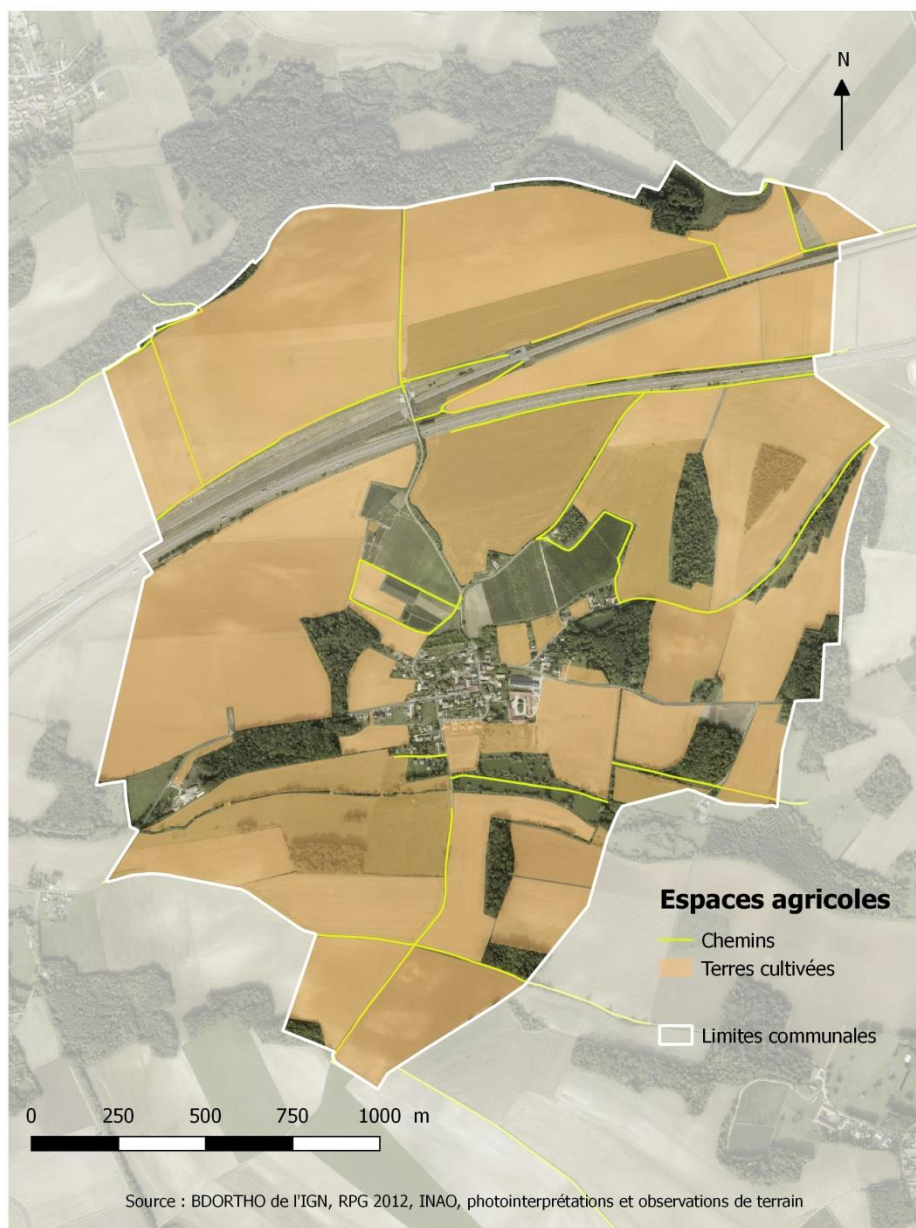 N
Espaces agricoles
Chemins
Terres cultivées
Limites communales
0 250 500 750 1000 m
Source : BDORTHO de l'IGN, RPG 2012, INAO, photointerprétations et observations de terrain